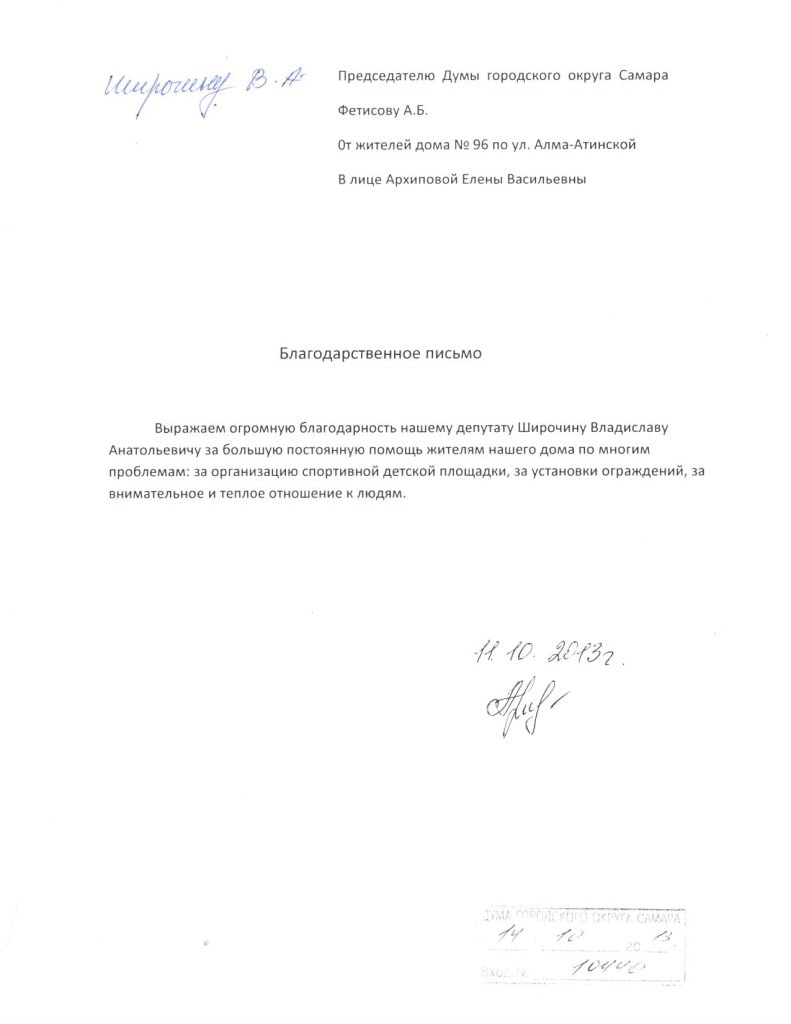 Широчину В.А
Председателю Думы городского округа Самара
Фетисову А.Б.
От жителей дома № 96 по ул. Алма-Атинской
В лице Архиповой Елены Васильевны
Благодарственное письмо
Выражаем огромную благодарность нашему депутату Широчину Владиславу
Анатольевичу за большую постоянную помощь жителям нашего дома по многим
проблемам: за организацию спортивной детской площадки, за установки ограждений, за
внимательное и теплое отношение к людям.
11.10.2013г.
ДУМА ГОРОДСКОГО ОКРУГА САМАРА
14 10 2013г.
Вход.№ 10440